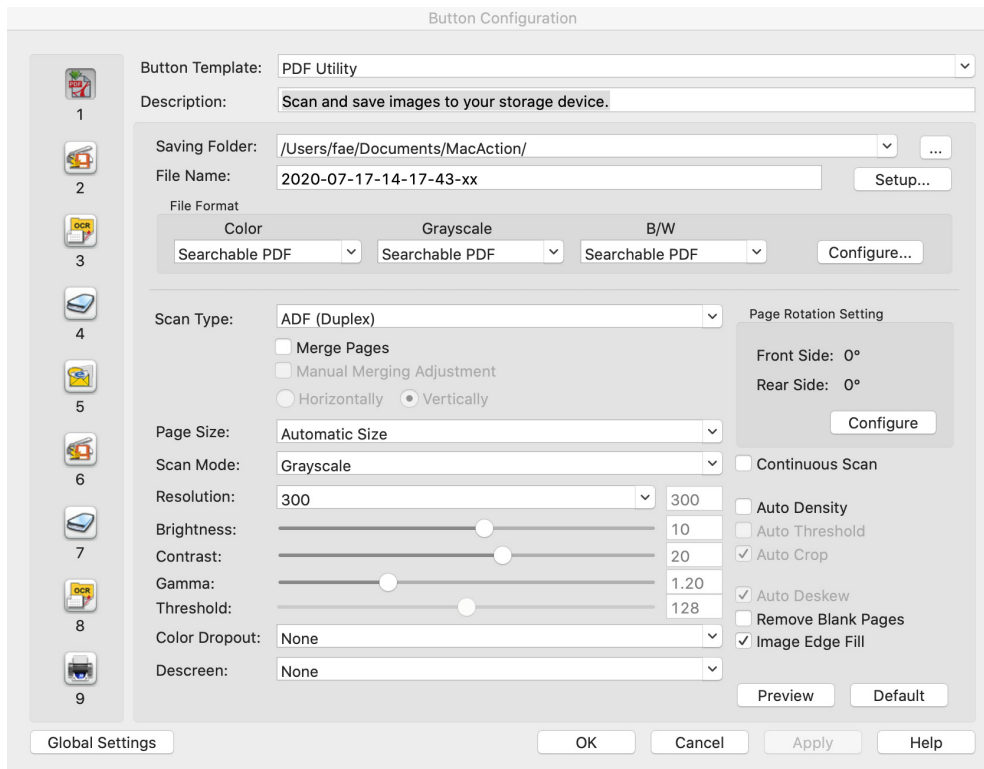 Button Configuration
Button Template: PDF Utility
Description: Scan and save images to your storage device.
Saving Folder: /Users/fae/Documents/MacAction/ ...
File Name: 2020-07-17-14-17-43-xx Setup...
File Format
Color Grayscale B/W
Searchable PDF Searchable PDF Searchable PDF Configure...
Scan Type: ADF (Duplex)
Merge Pages
Manual Merging Adjustment
Horizontally Vertically
Page Size: Automatic Size
Scan Mode: Grayscale
Resolution: 300 300
Brightness: 10
Contrast: 20
Gamma: 1.20
Threshold: 128
Color Dropout: None
Descreen: None
Page Rotation Setting
Front Side: 0°
Rear Side: 0°
Configure
Continuous Scan
Auto Density
Auto Threshold
Auto Crop
Auto Deskew
Remove Blank Pages
Image Edge Fill
Preview Default
PDF
1
2
OCR
3
4
5
6
7
OCR
8
9
Global Settings OK Cancel Apply Help